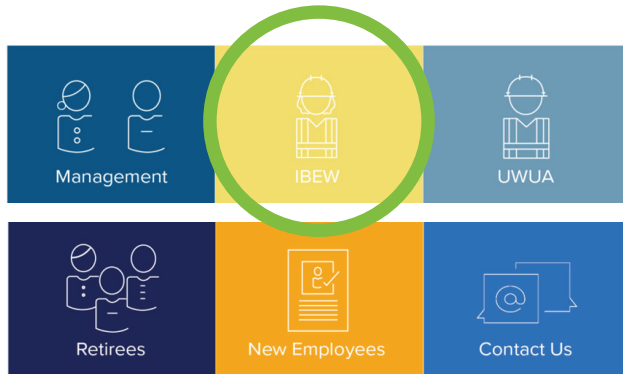 Management
IBEW
UWUA
Retirees
New Employees
Contact Us
@